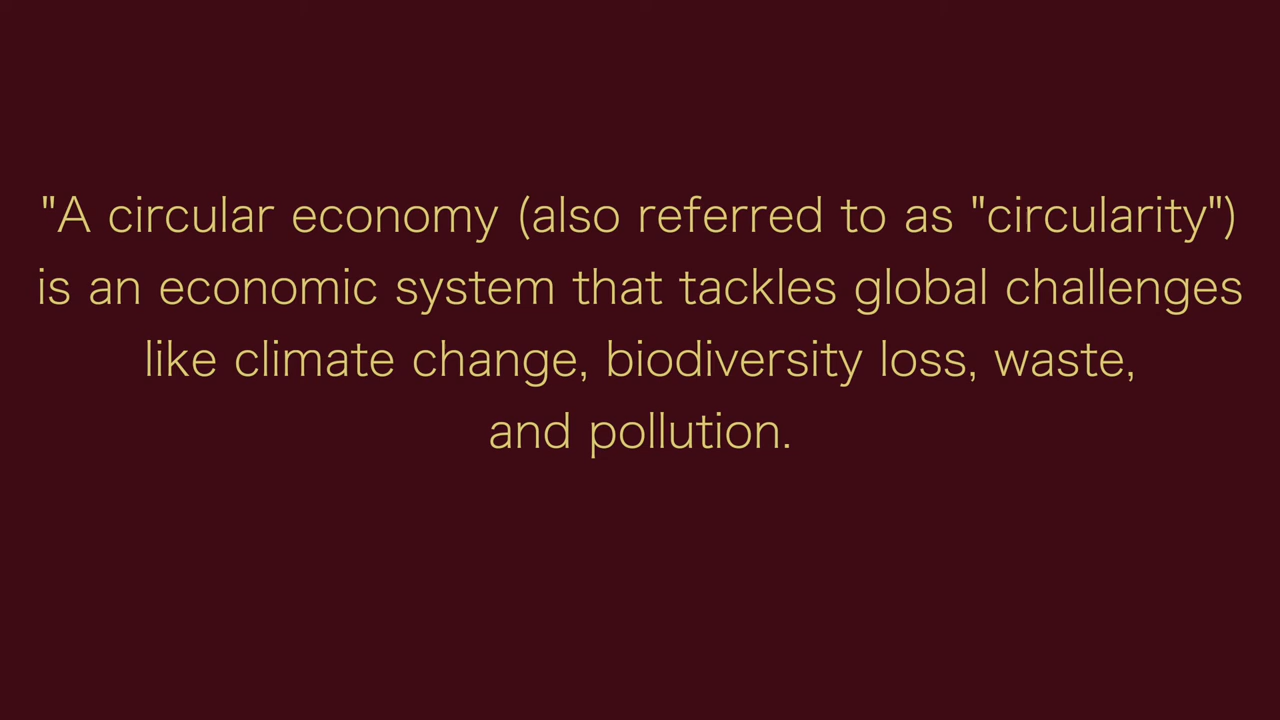 "A circular economy (also referred to as "circularity")
is an economic system that tackles global challenges
like climate change, biodiversity loss, waste,
and pollution.